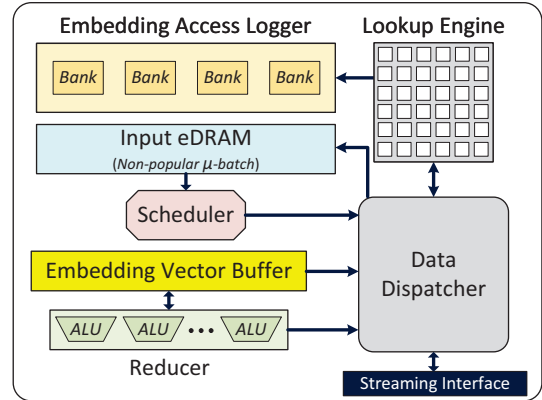 Embedding Access Logger
Lookup Engine
Bank Bank Bank Bank
Input eDRAM
(Non-popular μ-batch)
Scheduler
Embedding Vector Buffer
Data
Dispatcher
ALU ALU ••• ALU
Reducer
Streaming Interface